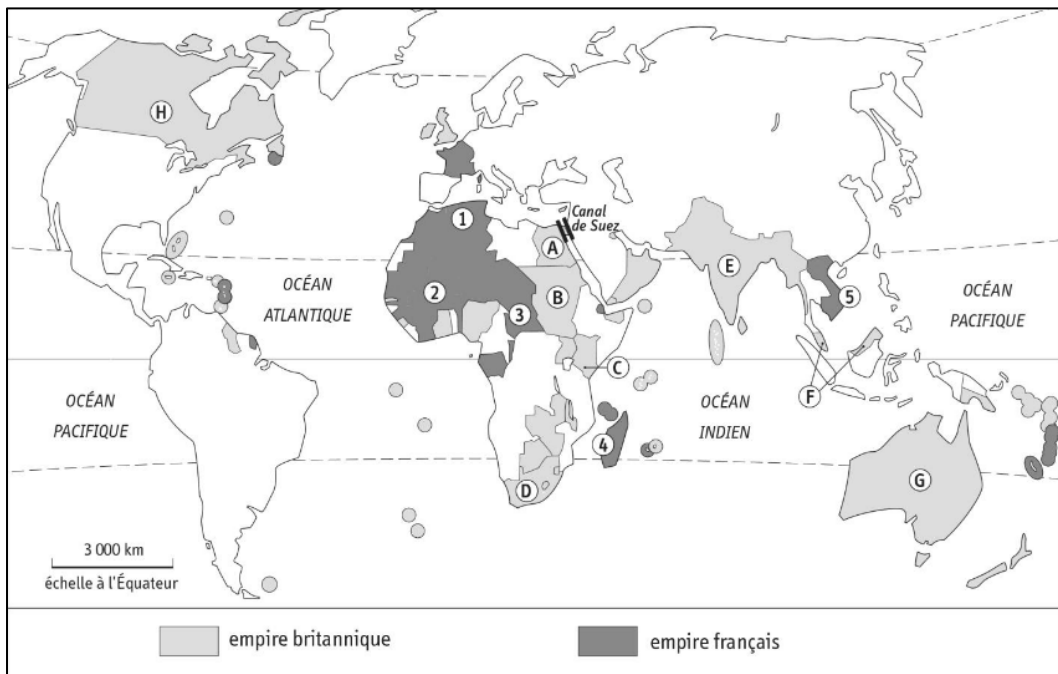 H
1
Canal
de Suez
A
E
OCÉAN
ATLANTIQUE
2
B
5
OCÉAN
PACIFIQUE
3
C
F
OCÉAN
PACIFIQUE
OCÉAN
INDIEN
4
G
D
3 000 km
échelle à l'Équateur
empire britannique
empire français